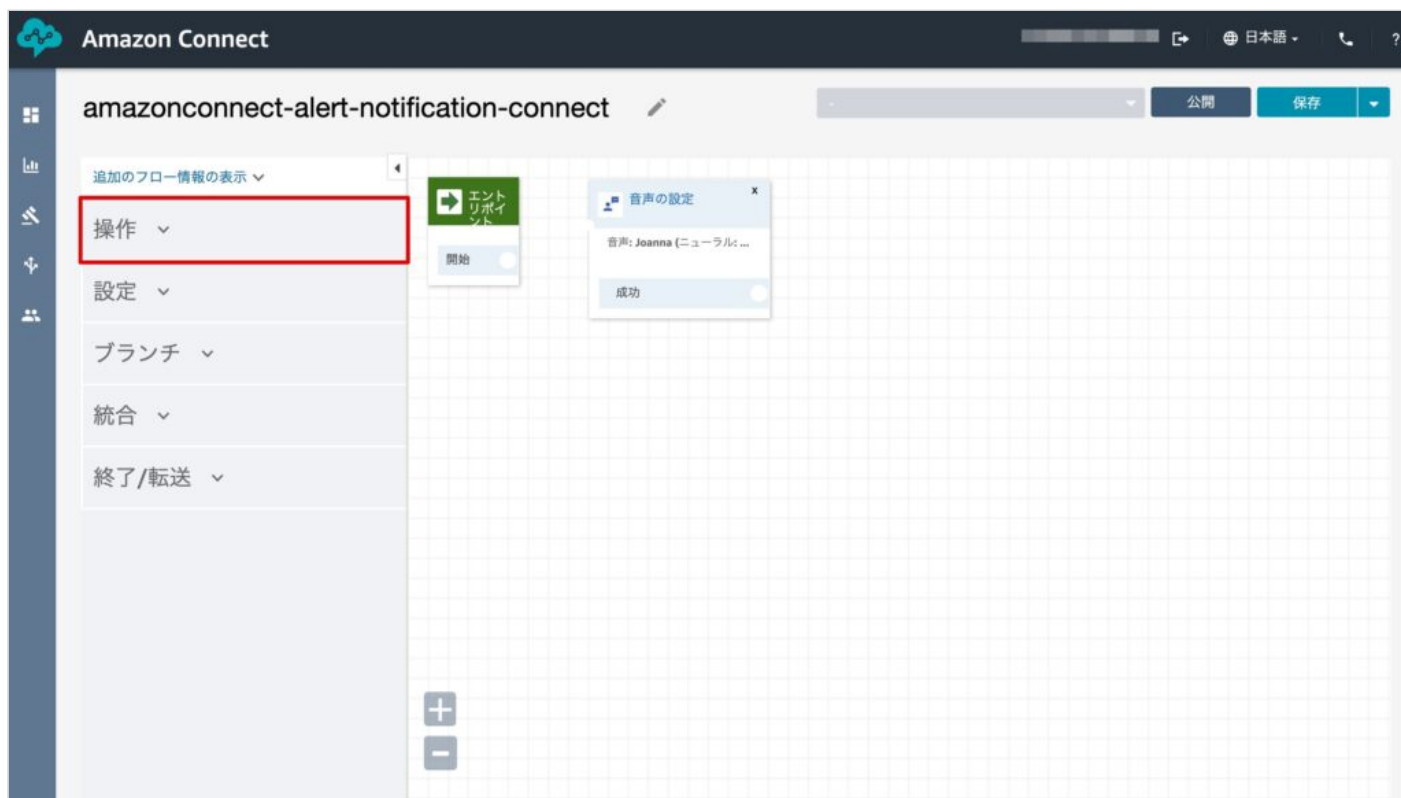 Amazon Connect
日本語
?
amazonconnect-alert-notification-connect
-
公開
保存
追加のフロー情報の表示
操作
設定
ブランチ
統合
終了/転送
エント
リポイ
ント
開始
音声の設定
x
音声: Joanna (ニューラル: ...
成功